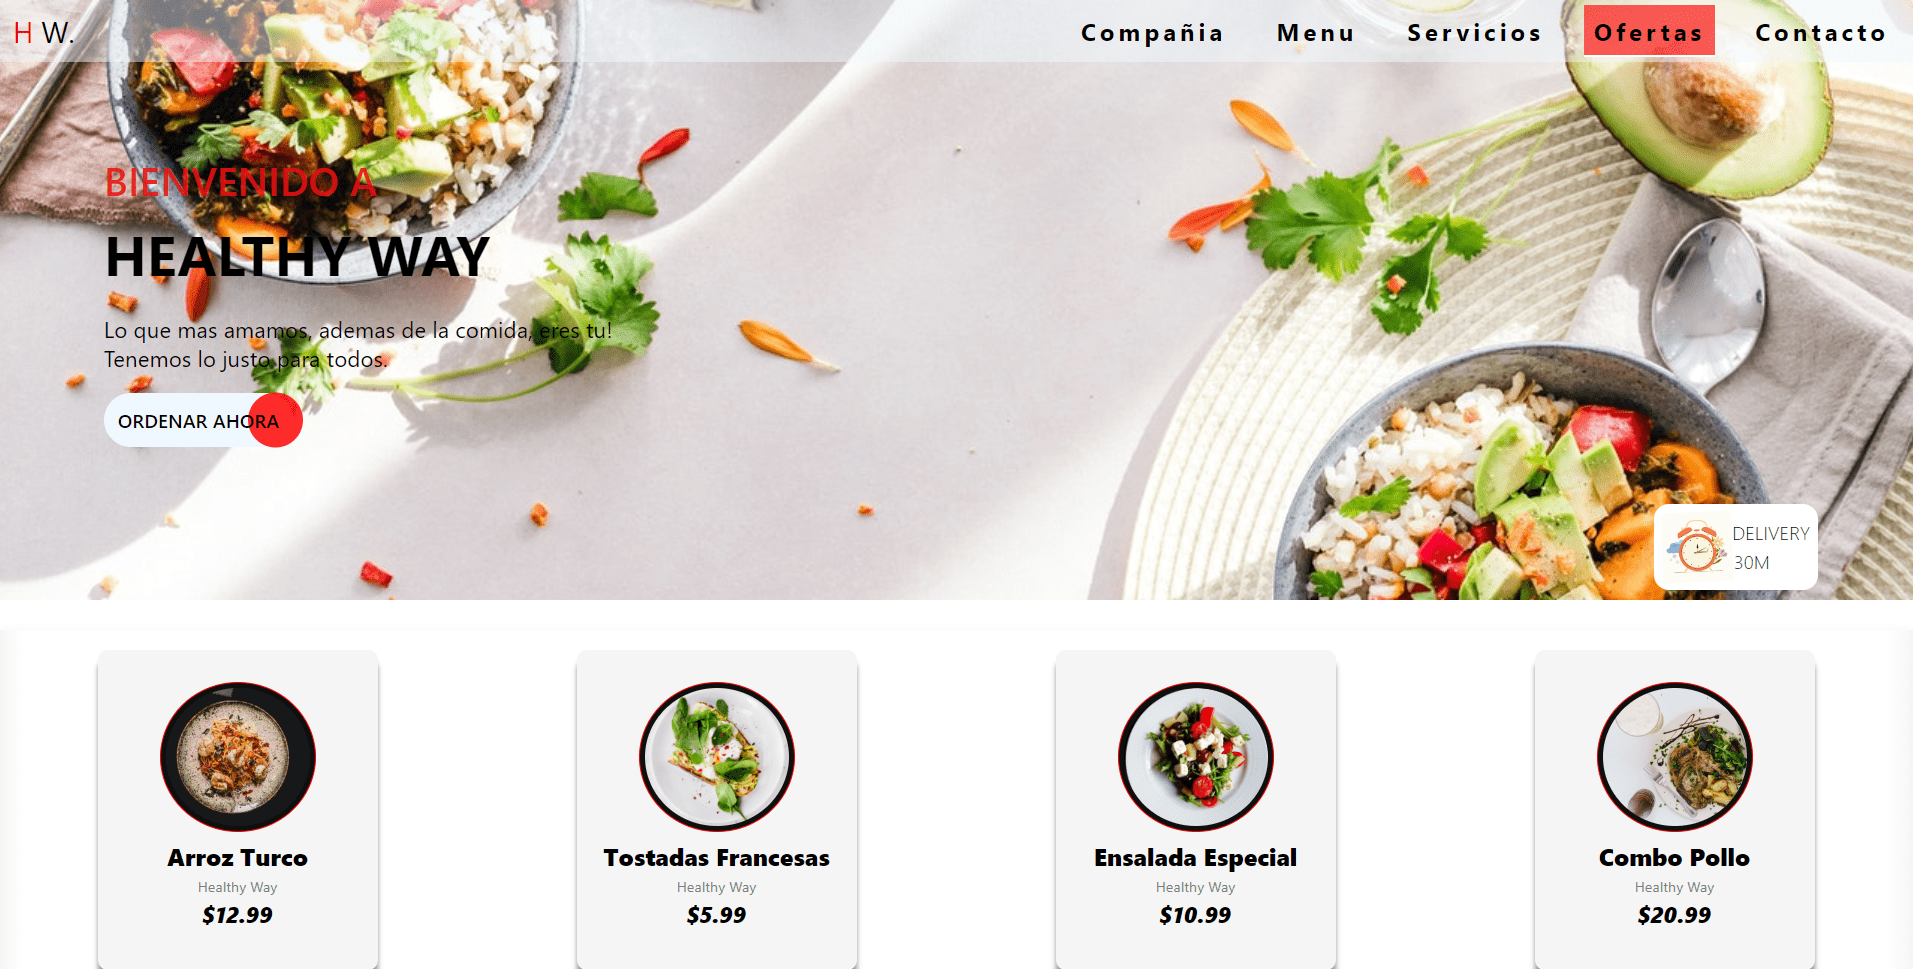 H W.
Compañia
Menu
Servicios
Ofertas
Contacto
BIENVENIDO A
HEALTHY WAY
Lo que mas amamos, ademas de la comida, eres tu!
Tenemos lo justo para todos.
ORDENAR AHORA
DELIVERY
30M
Arroz Turco
Healthy Way
$12.99
Tostadas Francesas
Healthy Way
$5.99
Ensalada Especial
Healthy Way
$10.99
Combo Pollo
Healthy Way
$20.99